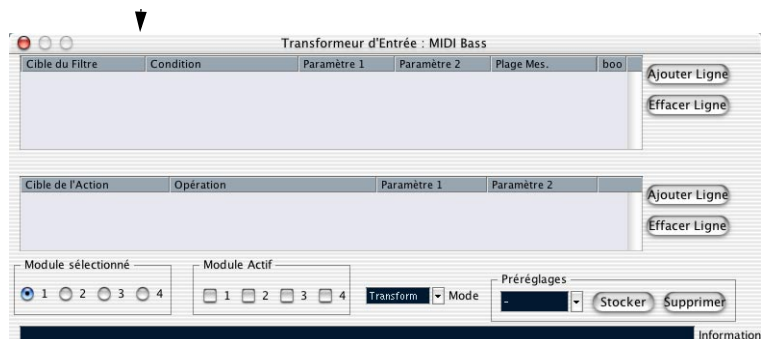 Transformeur d'Entrée : MIDI Bass
Cible du Filtre Condition Paramètre 1 Paramètre 2 Plage Mes. boo
Ajouter Ligne
Effacer Ligne
Cible de l'Action Opération Paramètre 1 Paramètre 2
Ajouter Ligne
Effacer Ligne
Module sélectionné Module Actif Préréglages
1 2 3 4 1 2 3 4 Transform Mode - Stocker Supprimer
Information